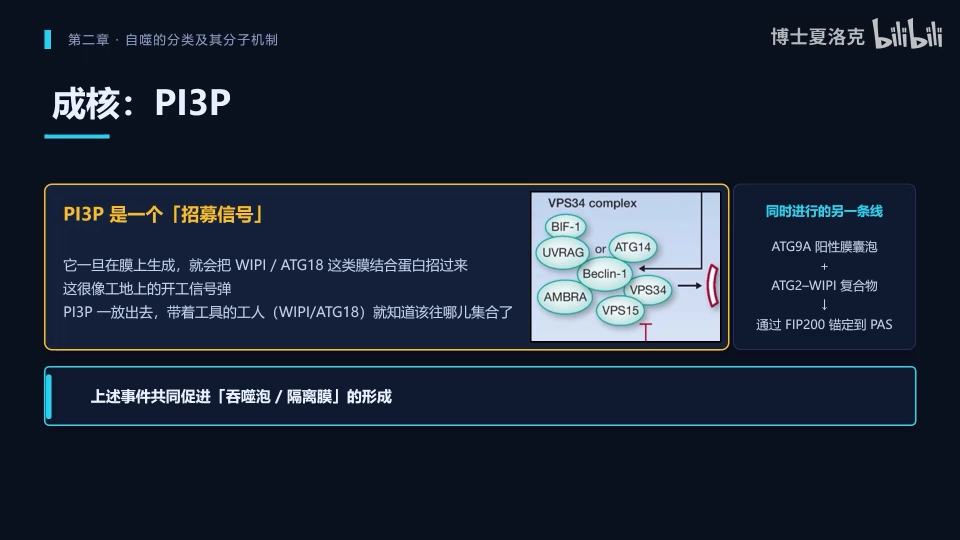 第二章 · 自噬的分类及其分子机制
博士夏洛克 bilibili
成核：PI3P
PI3P 是一个「招募信号」
它一旦在膜上生成，就会把 WIPI / ATG18 这类膜结合蛋白招过来
这很像工地上的开工信号弹
PI3P 一放出去，带着工具的工人（WIPI/ATG18）就知道该往哪儿集合了
VPS34 complex
BIF-1
UVRAG or ATG14
Beclin-1
AMBRA VPS34
VPS15
同时进行的另一条线
ATG9A 阳性膜囊泡
+
ATG2–WIPI 复合物
↓
通过 FIP200 锚定到 PAS
上述事件共同促进「吞噬泡 / 隔离膜」的形成